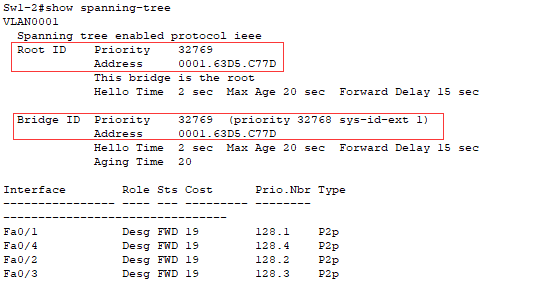 Sw1-2#show spanning-tree
VLAN0001
  Spanning tree enabled protocol ieee
  Root ID    Priority    32769
             Address     0001.63D5.C77D
             This bridge is the root
             Hello Time  2 sec  Max Age 20 sec  Forward Delay 15 sec

  Bridge ID  Priority    32769  (priority 32768 sys-id-ext 1)
             Address     0001.63D5.C77D
             Hello Time  2 sec  Max Age 20 sec  Forward Delay 15 sec
             Aging Time  20

Interface        Role Sts Cost      Prio.Nbr Type
---------------- ---- --- --------- -------- 
--------------------------------
Fa0/1            Desg FWD 19        128.1    P2p
Fa0/4            Desg FWD 19        128.4    P2p
Fa0/2            Desg FWD 19        128.2    P2p
Fa0/3            Desg FWD 19        128.3    P2p